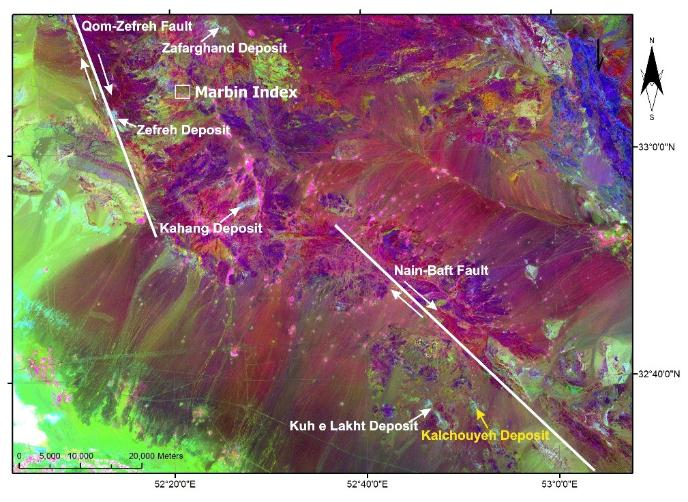 Qom-Zefreh Fault
Zafarghand Deposit
N
S
Marbin Index
Zefreh Deposit
33°0'0"N
Kahang Deposit
Nain-Baft Fault
32°40'0"N
Kuh e Lakht Deposit
Kalchouyeh Deposit
0 5,000 10,000 20,000 Meters
52°20'0"E 52°40'0"E 53°0'0"E